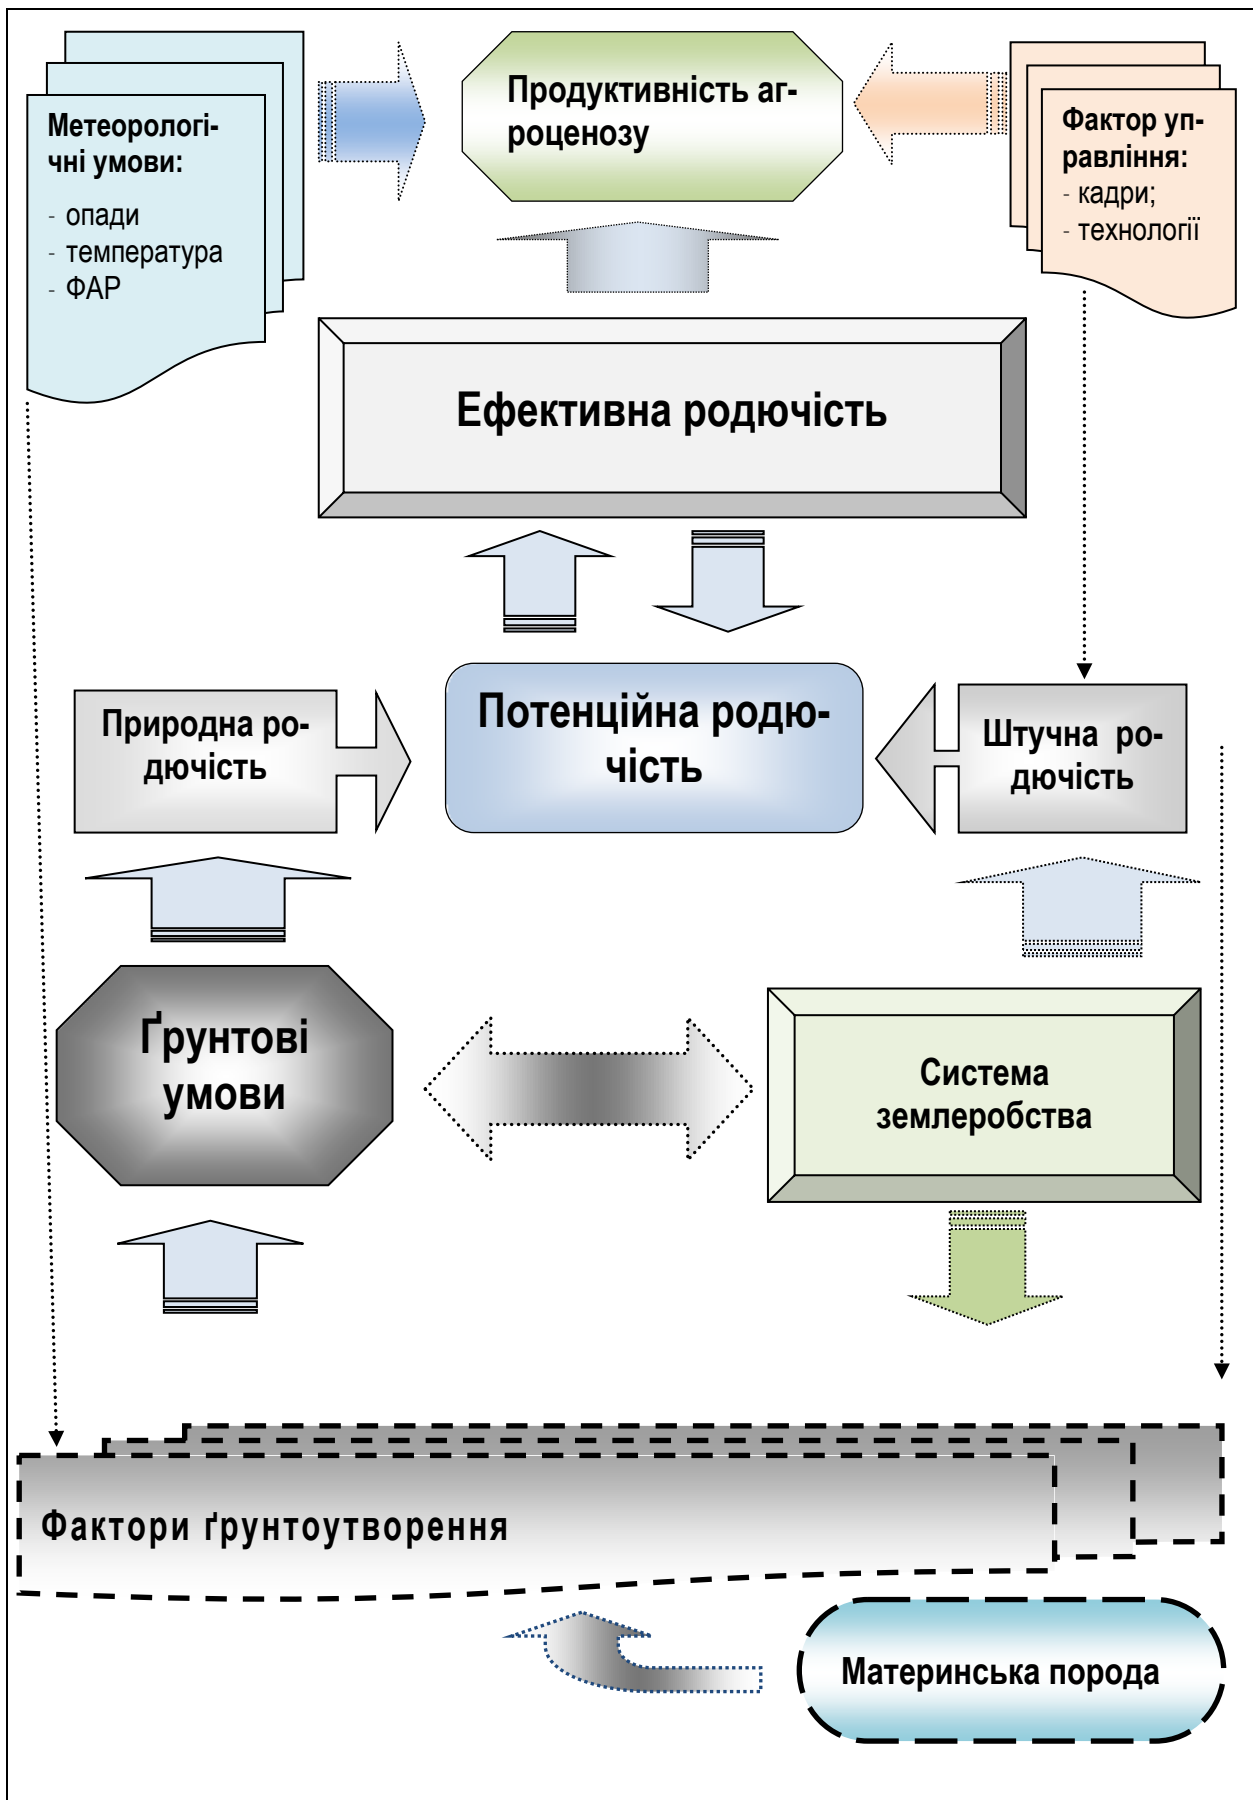 Метеорологі-
чні умови:
- опади
- температура
- ФАР
Продуктивність аг-
роценозу
Фактор уп-
равління:
- кадри;
- технології
Ефективна родючість
Природна ро-
дючість
Потенційна родю-
чість
Штучна ро-
дючість
Ґрунтові
умови
Система
землеробства
Фактори ґрунтоутворення
Материнська порода